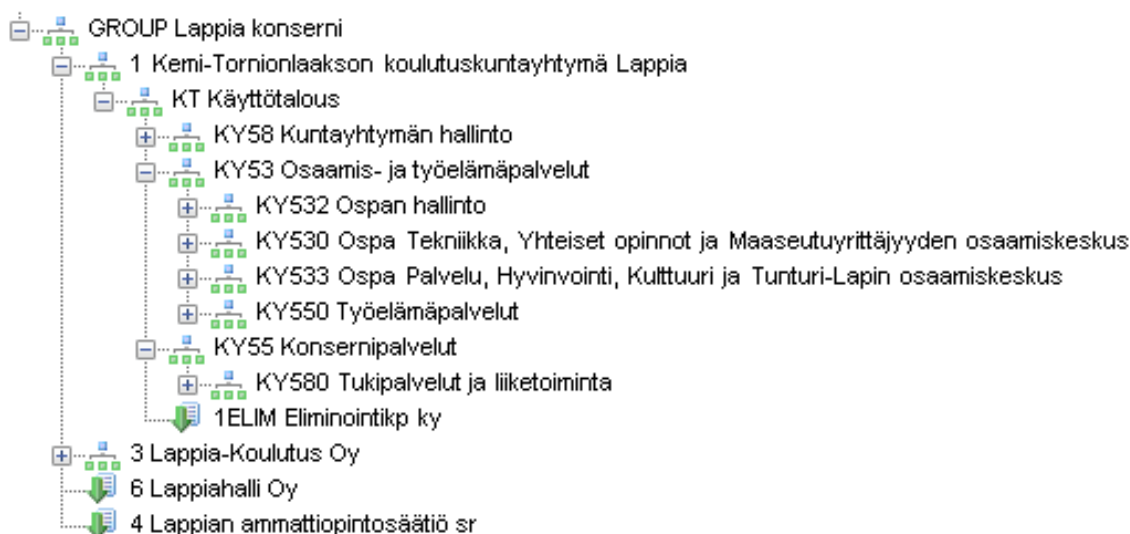 GROUP Lappia konserni
1 Kemi-Tornionlaakson koulutuskuntayhtymä Lappia
KT Käyttötalous
KY58 Kuntayhtymän hallinto
KY53 Osaamis- ja työelämäpalvelut
KY532 Ospan hallinto
KY530 Ospa Tekniikka, Yhteiset opinnot ja Maaseutuyrittäjyyden osaamiskeskus
KY533 Ospa Palvelu, Hyvinvointi, Kulttuuri ja Tunturi-Lapin osaamiskeskus
KY550 Työelämäpalvelut
KY55 Konsernipalvelut
KY580 Tukipalvelut ja liiketoiminta
1ELIM Eliminointikp ky
3 Lappia-Koulutus Oy
6 Lappiahalli Oy
4 Lappian ammattiopintosäätiö sr